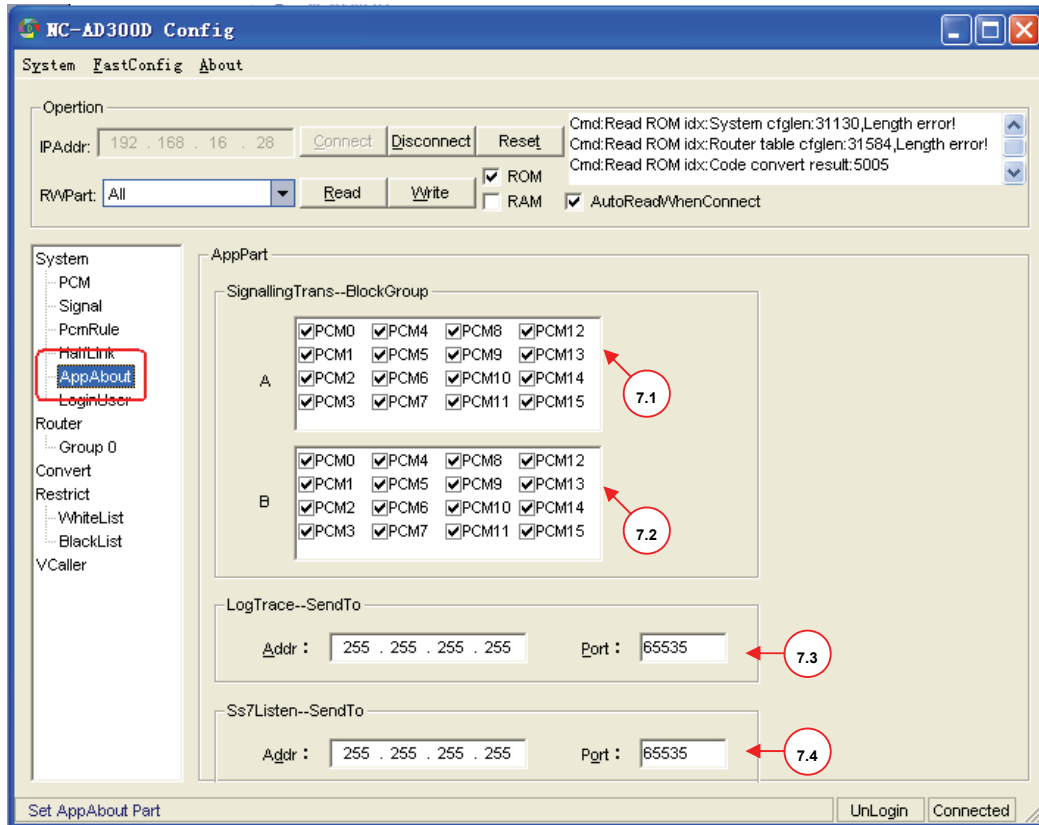 NC-AD300D Config
System FastConfig About
Opertion
IPAddr: 192 . 168 . 16 . 28 Connect Disconnect Reset
Cmd:Read ROM idx:System cfglen:31130,Length error!
Cmd:Read ROM idx:Router table cfglen:31584,Length error!
Cmd:Read ROM idx:Code convert result:5005
RWPart: All Read Write ROM RAM AutoReadWhenConnect
System
PCM
Signal
PcmRule
HalfLink
AppAbout
LoginUser
Router
Group 0
Convert
Restrict
WhiteList
BlackList
VCaller
AppPart
SignallingTrans--BlockGroup
A
PCM0 PCM4 PCM8 PCM12
PCM1 PCM5 PCM9 PCM13
PCM2 PCM6 PCM10 PCM14
PCM3 PCM7 PCM11 PCM15
7.1
B
PCM0 PCM4 PCM8 PCM12
PCM1 PCM5 PCM9 PCM13
PCM2 PCM6 PCM10 PCM14
PCM3 PCM7 PCM11 PCM15
7.2
LogTrace--SendTo
Addr : 255 . 255 . 255 . 255 Port : 65535
7.3
Ss7Listen--SendTo
Addr : 255 . 255 . 255 . 255 Port : 65535
7.4
Set AppAbout Part UnLogin Connected